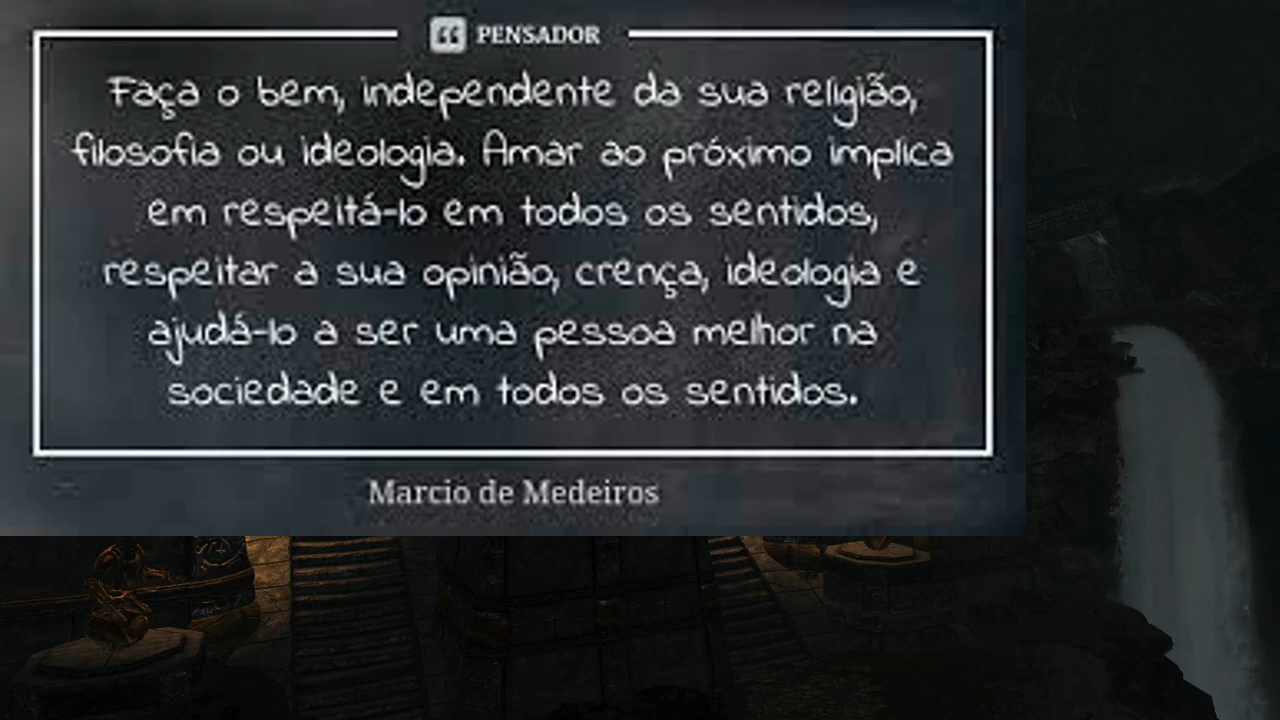 PENSADOR
Faça o bem, independente da sua religião,
filosofia ou ideologia. Amar ao próximo implica
em respeitá-lo em todos os sentidos,
respeitar a sua opinião, crença, ideologia e
ajudá-lo a ser uma pessoa melhor na
sociedade e em todos os sentidos.
Marcio de Medeiros